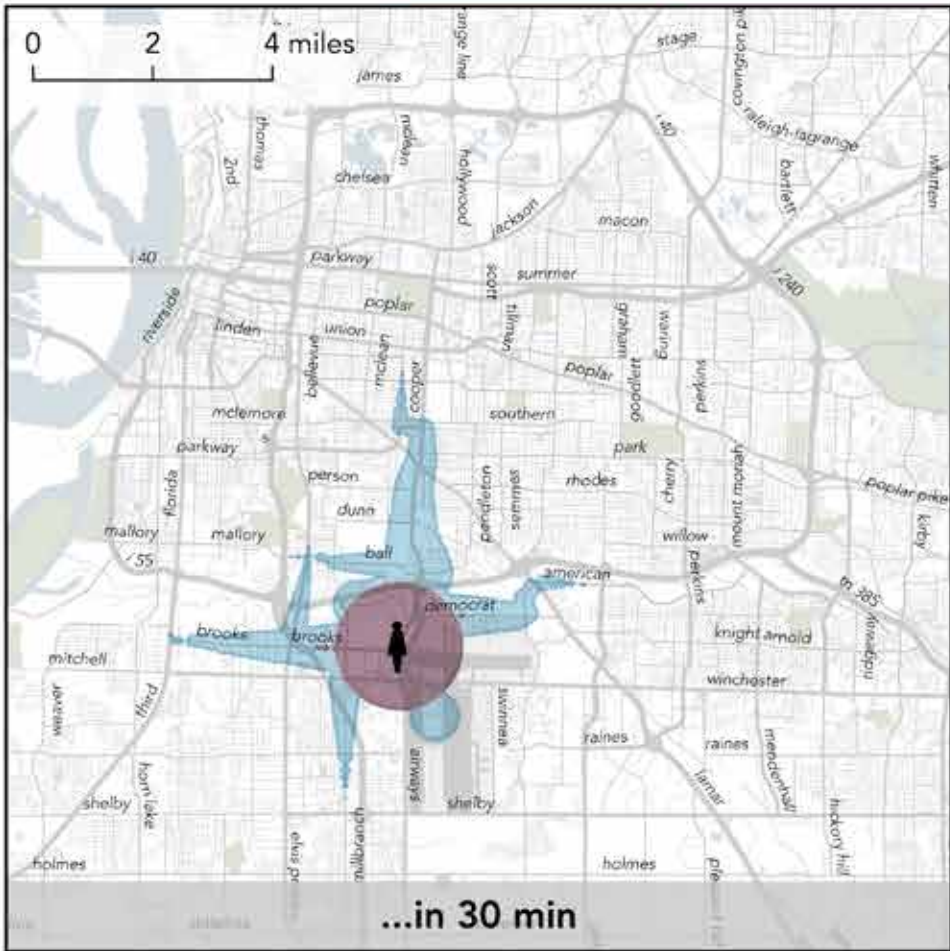 0 2 4 miles
range line
stage
covington p
james
i 40
raleigh-lagrange
thomas
mclean
2nd
hollywood
bartlett
whitten
chelsea
jackson
macon
i 40
parkway
scott
summer
i 240
riverside
poplar
tillman
graham
waring
linden
union
bellevue
mclean
cooper
poplar
goodlett
perkins
mclemore
southern
parkway
park
mount moriah
person
pendleton
semmes
rhodes
cherry
florida
poplar pike
dunn
kirby
mallory
mallory
willow
ball
i 55
american
perkins
tn 385
democrat
ridgeway
brooks
brooks
knight arnold
mitchell
winchester
weaver
third
swinnea
raines
raines
mendenhall
airways
horn lake
lamar
shelby
shelby
hickory hill
millbranch
elvis pr
holmes
holmes
...in 30 min